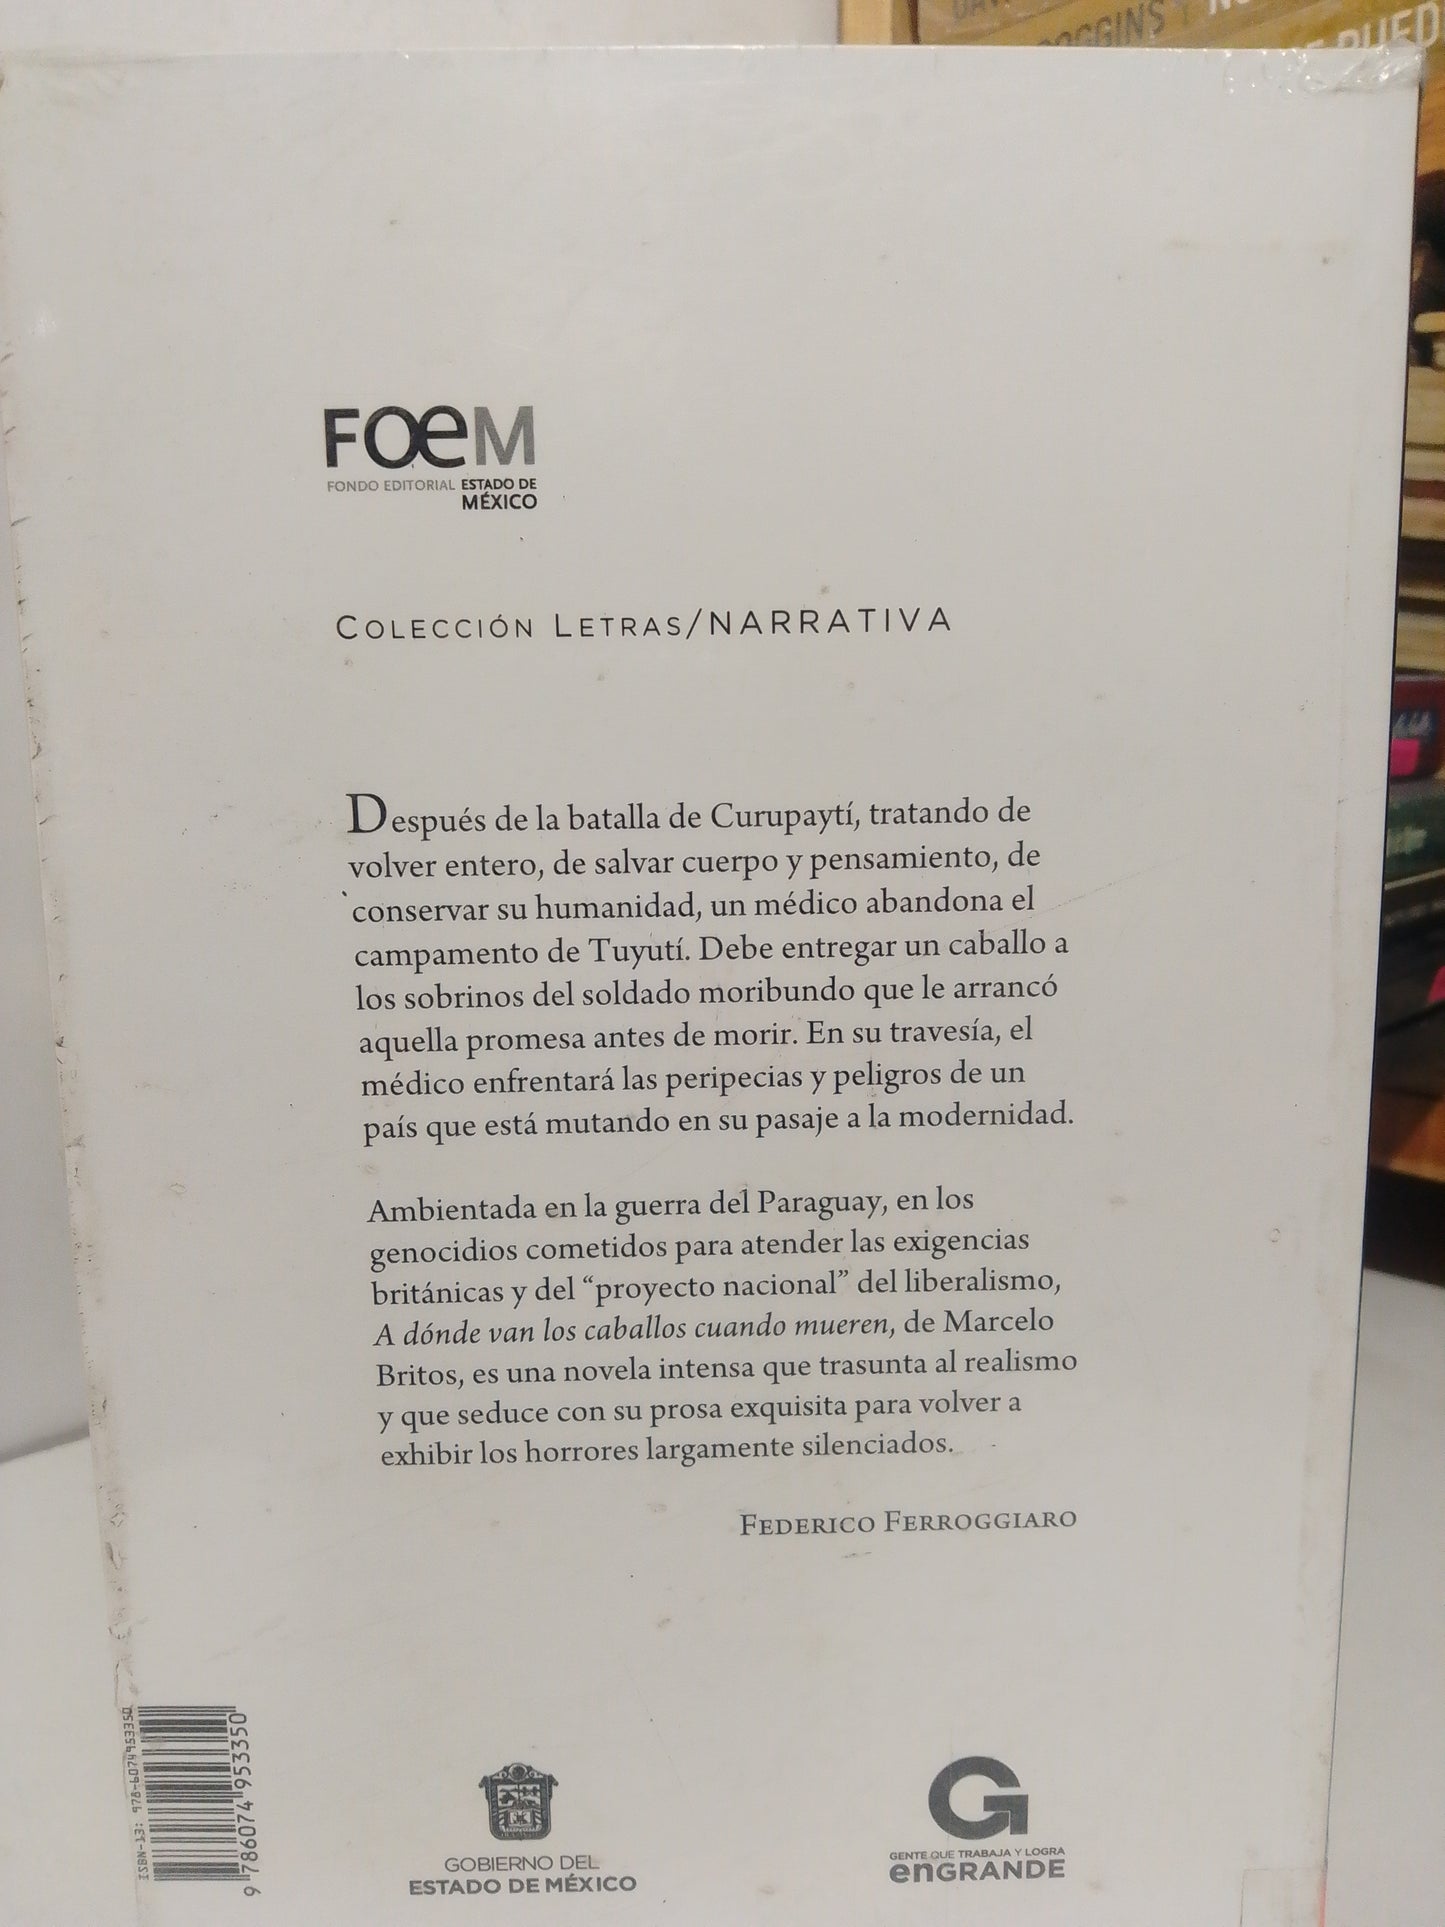 GGINS
FOEM
FONDO EDITORIAL ESTADO DE
MÉXICO
COLECCIÓN LETRAS/NARRATIVA
Después de la batalla de Curupaytí, tratando de
volver entero, de salvar cuerpo y pensamiento, de
conservar su humanidad, un médico abandona el
campamento de Tuyutí. Debe entregar un caballo a
los sobrinos del soldado moribundo que le arrancó
aquella promesa antes de morir. En su travesía, el
médico enfrentará las peripecias y peligros de un
país que está mutando en su pasaje a la modernidad.
Ambientada en la guerra del Paraguay, en los
genocidios cometidos para atender las exigencias
británicas y del “proyecto nacional” del liberalismo,
A dónde van los caballos cuando mueren, de Marcelo
Britos, es una novela intensa que trasunta al realismo
y que seduce con su prosa exquisita para volver a
exhibir los horrores largamente silenciados.
FEDERICO FERROGGIARO
ISBN-13: 978-6074953350
9 786074 953350
GOBIERNO DEL
ESTADO DE MÉXICO
G
GENTE QUE TRABAJA Y LOGRA
enGRANDE